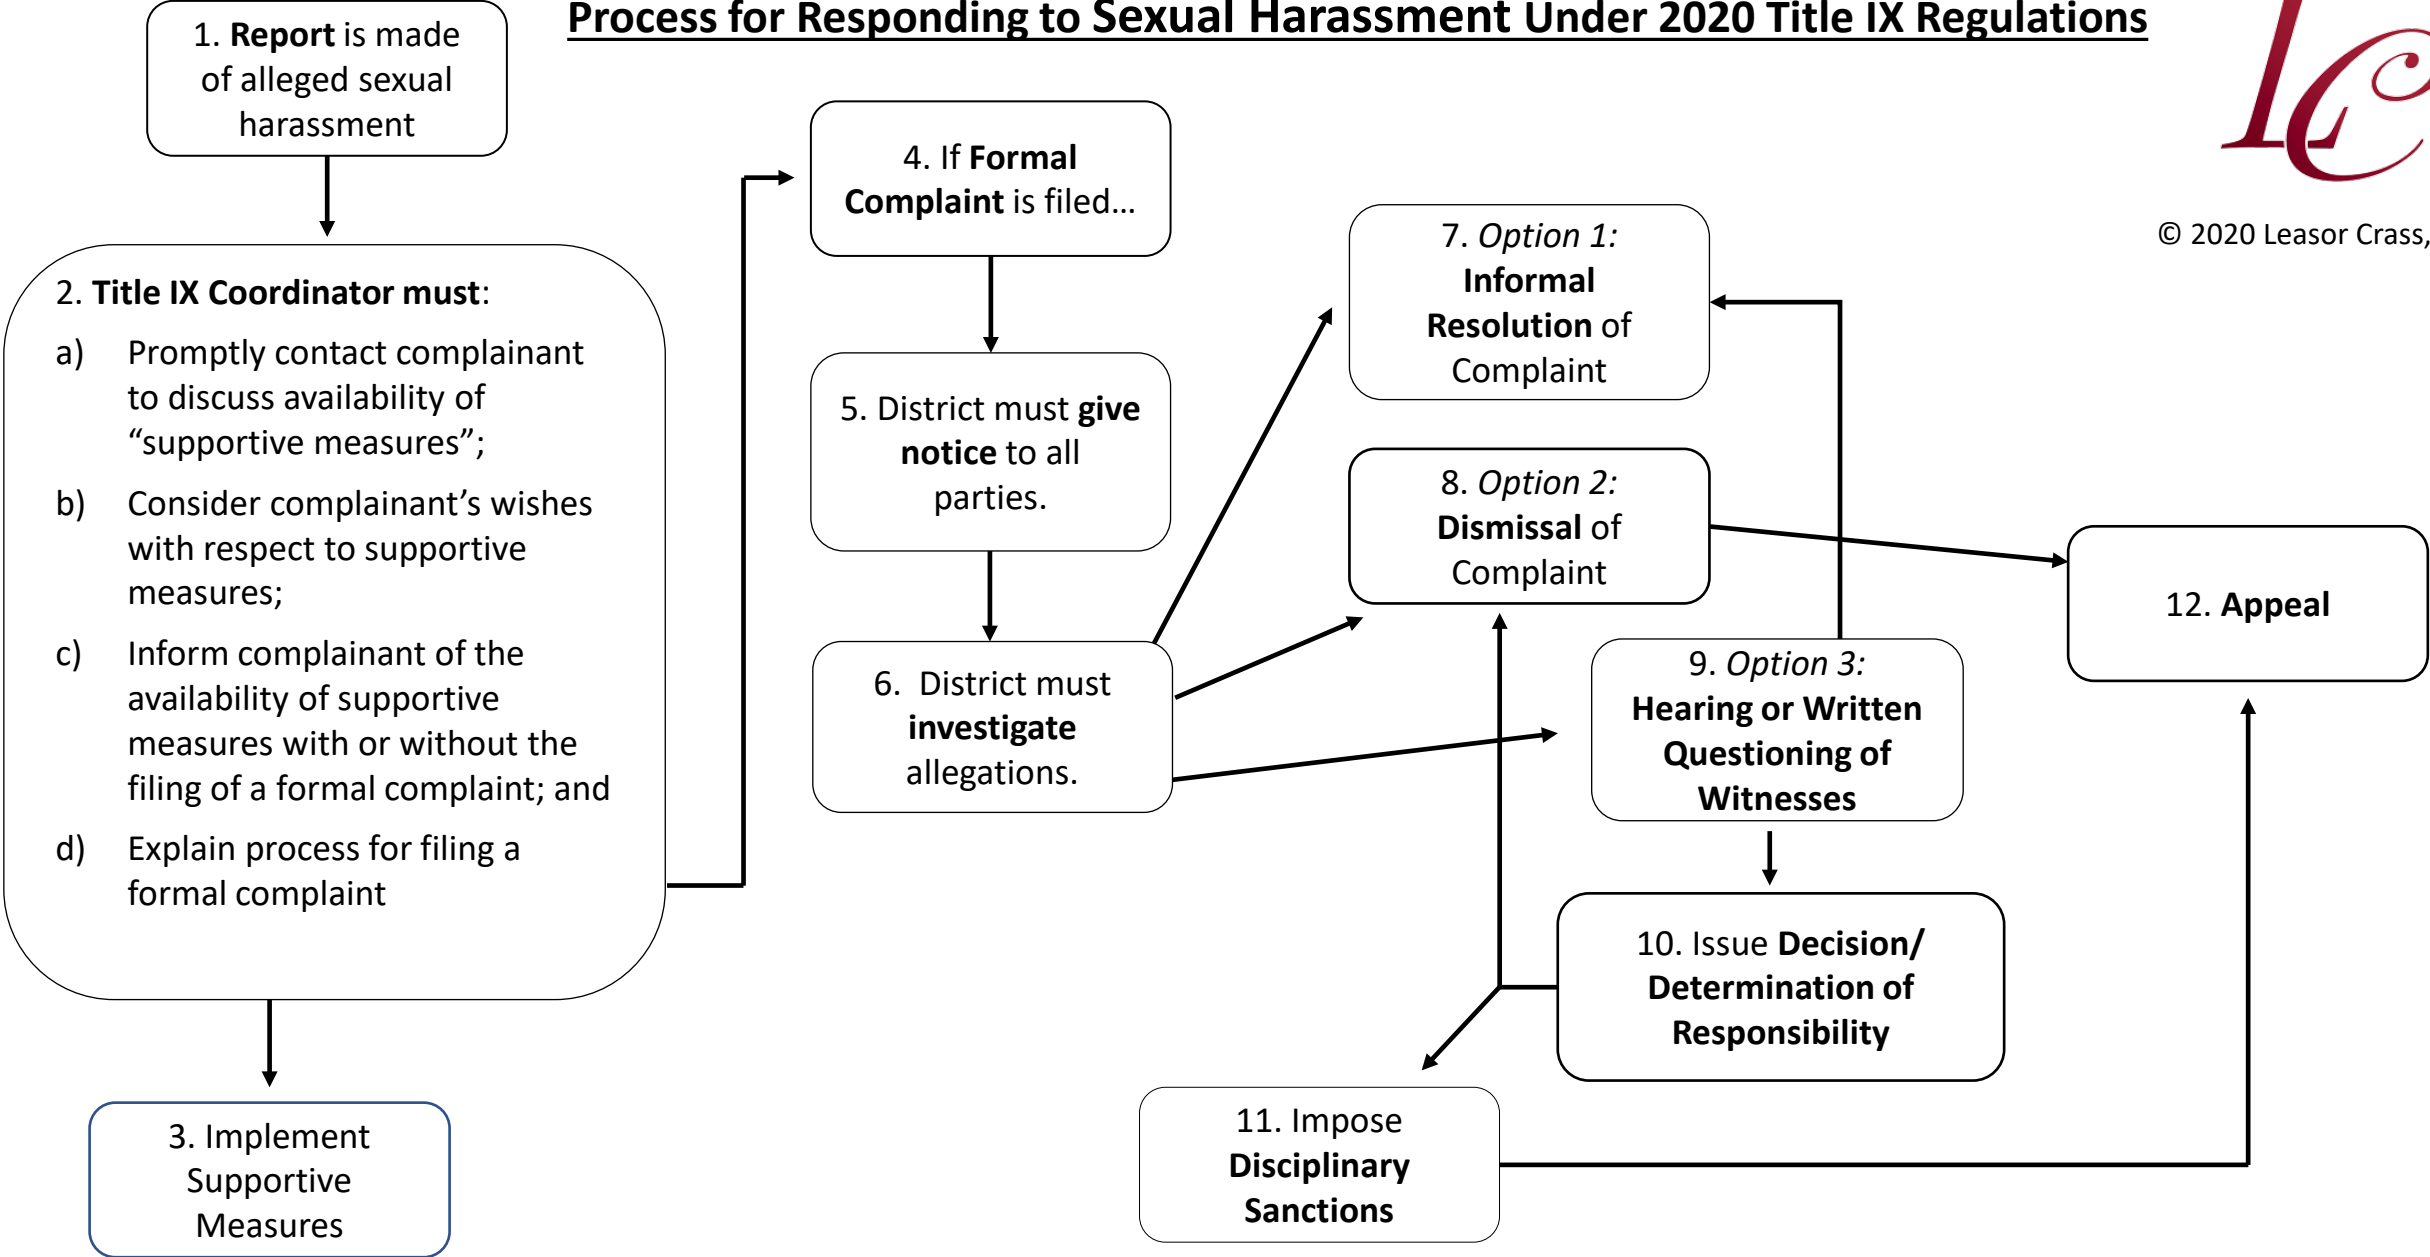 Process for Responding to Sexual Harassment Under 2020 Title IX Regulations
LC
© 2020 Leasor Crass,
1. Report is made
of alleged sexual
harassment
2. Title IX Coordinator must:
a) Promptly contact complainant
to discuss availability of
“supportive measures”;
b) Consider complainant’s wishes
with respect to supportive
measures;
c) Inform complainant of the
availability of supportive
measures with or without the
filing of a formal complaint; and
d) Explain process for filing a
formal complaint
3. Implement
Supportive
Measures
4. If Formal
Complaint is filed...
5. District must give
notice to all
parties.
6. District must
investigate
allegations.
7. Option 1:
Informal
Resolution of
Complaint
8. Option 2:
Dismissal of
Complaint
9. Option 3:
Hearing or Written
Questioning of
Witnesses
10. Issue Decision/
Determination of
Responsibility
11. Impose
Disciplinary
Sanctions
12. Appeal